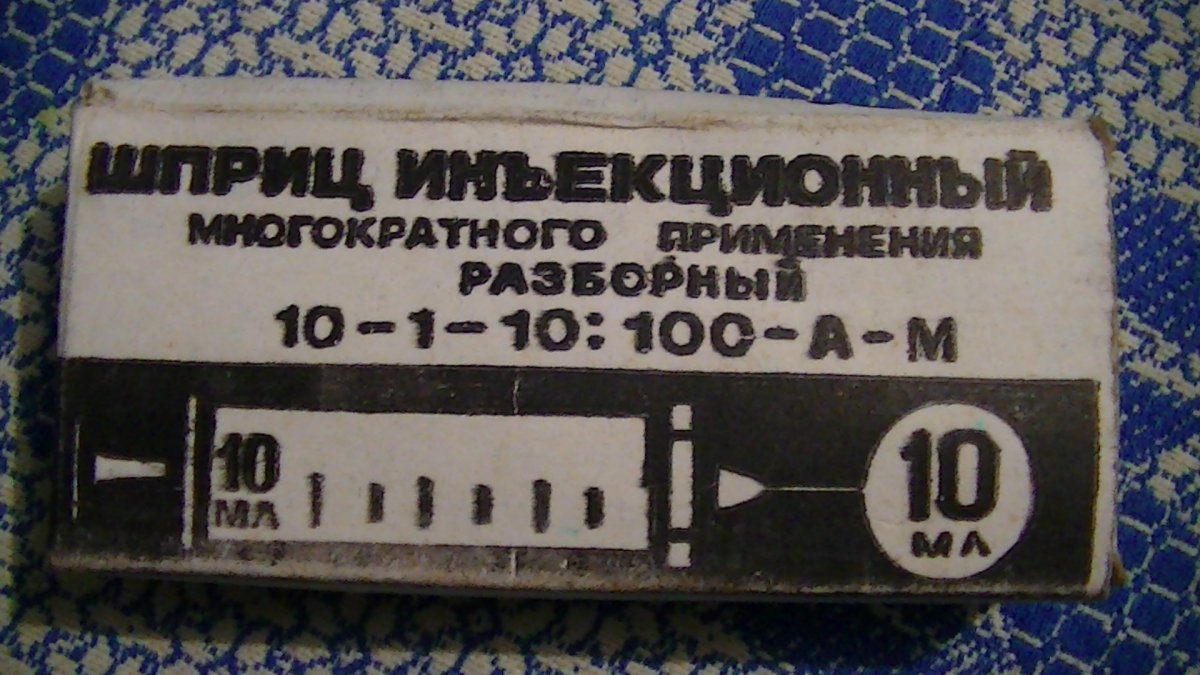 ШПРИЦ ИНЪЕКЦИОННЫЙ
МНОГОКРАТНОГО ПРИМЕНЕНИЯ
РАЗБОРНЫЙ
10-1-10:100-А-М
10
МЛ
10
МЛ